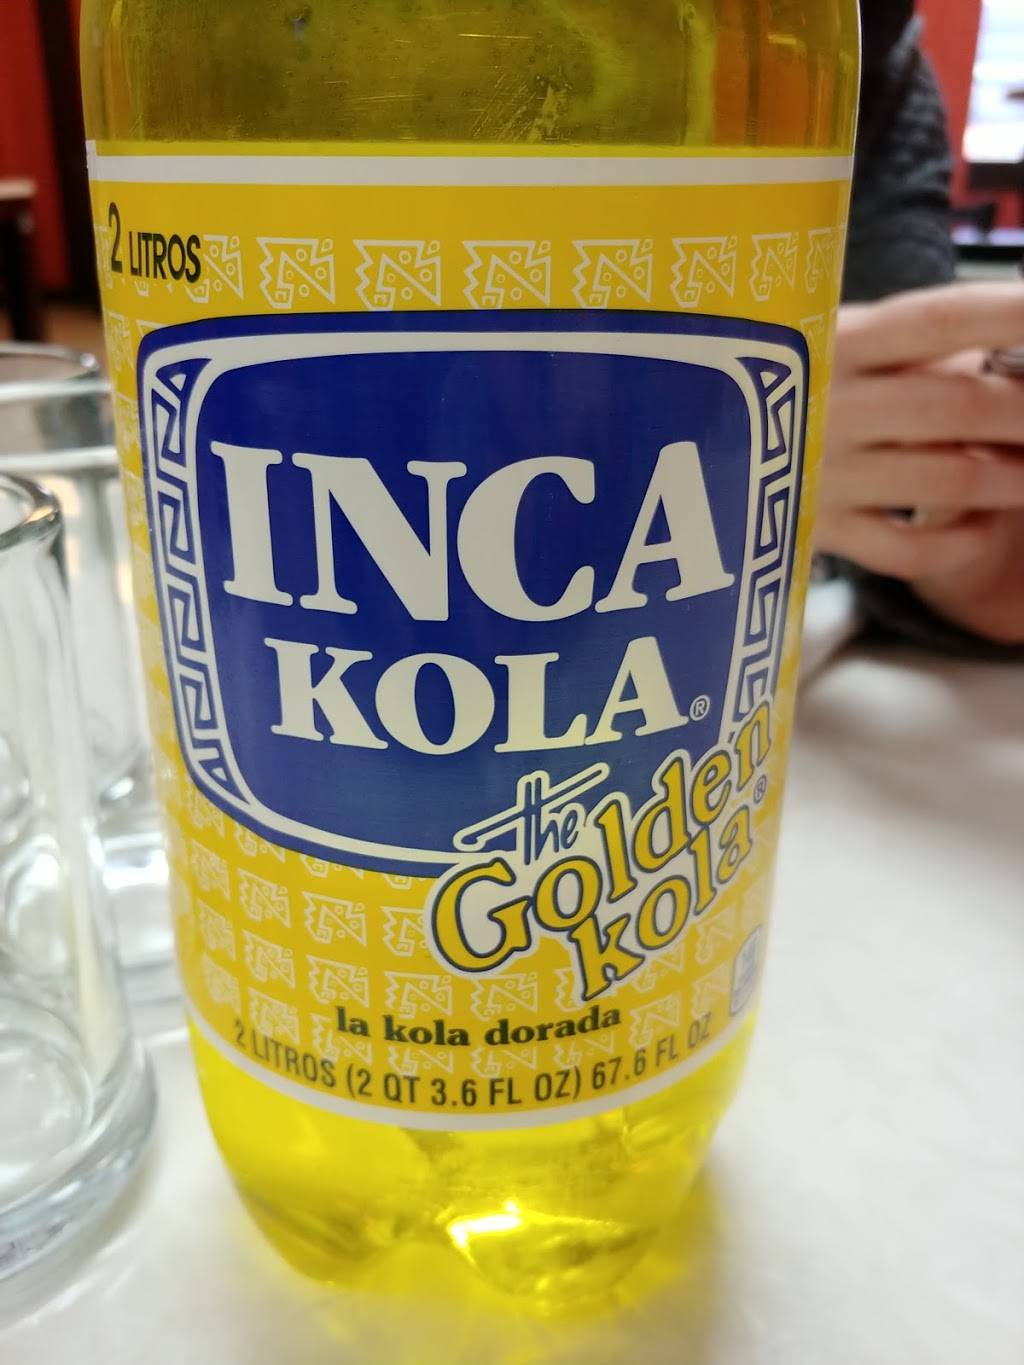 2 LITROS
INCA
KOLA®
the
Golden
kola®
la kola dorada
2 LITROS (2 QT 3.6 FL OZ) 67.6 FL OZ